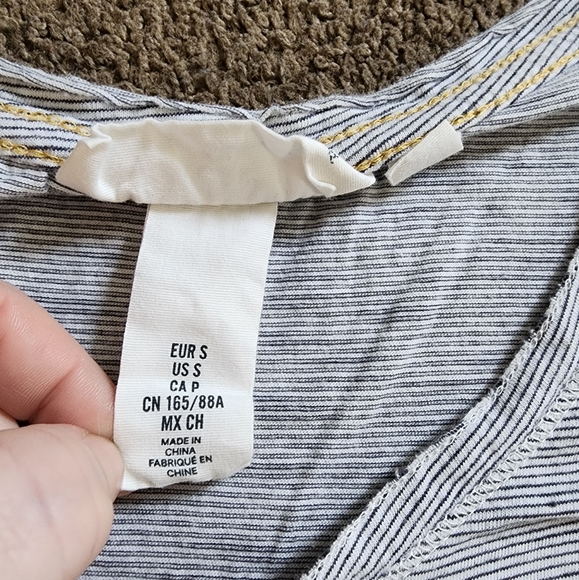 EUR S
US S
CA P
CN 165/88A
MX CH
MADE IN
CHINA
FABRIQUÉ EN
CHINE